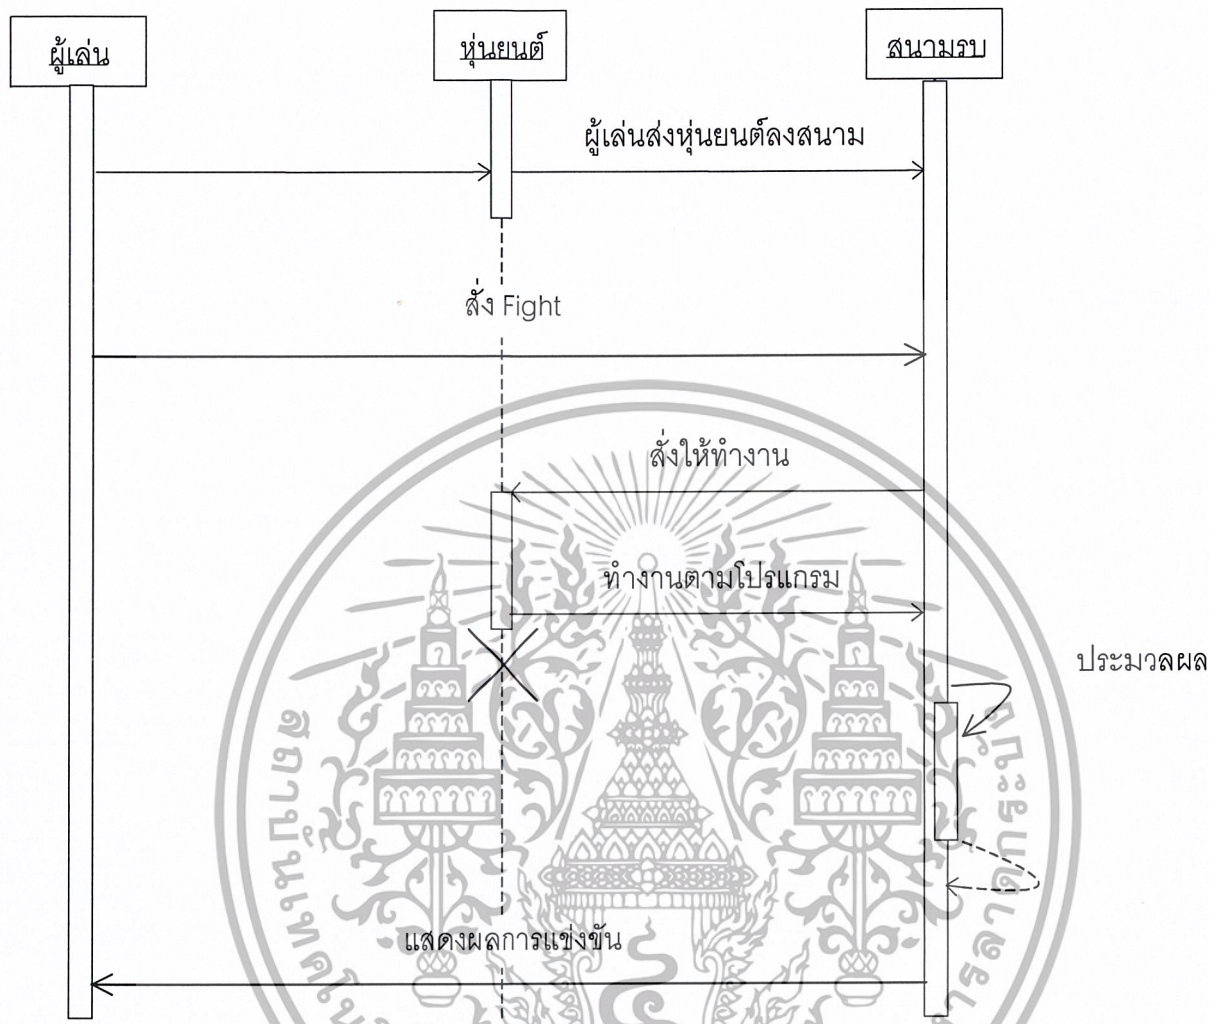 ผู้เล่น
หุ่นยนต์
สนามรบ
ผู้เล่นส่งหุ่นยนต์ลงสนาม
สั่ง Fight
สั่งให้ทำงาน
ทำงานตามโปรแกรม
ประมวลผล
แสดงผลการแข่งขัน